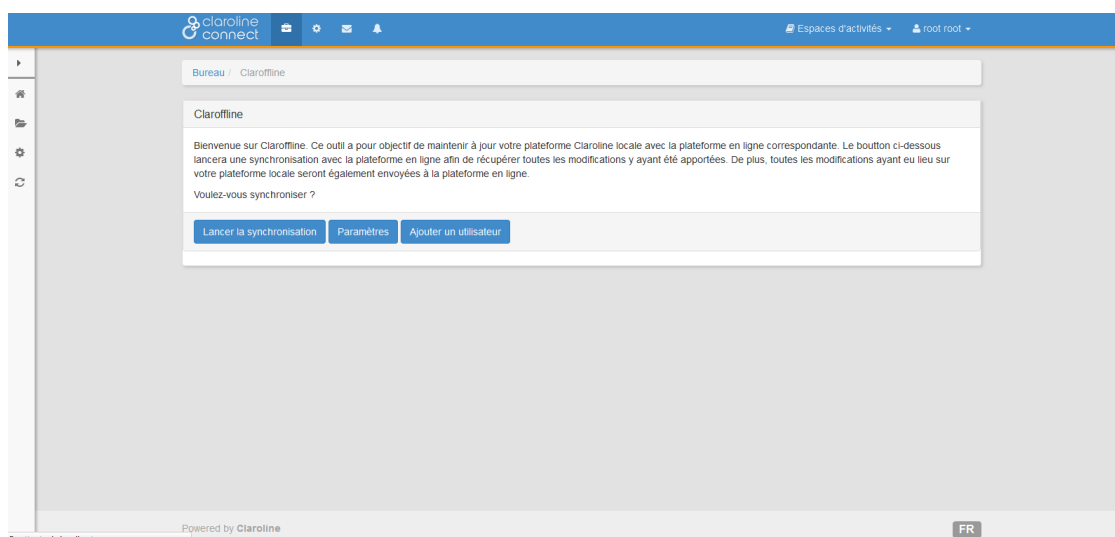 claroline
connect
Espaces d'activités
root root
Bureau / Claroffline
Claroffline
Bienvenue sur Claroffline. Ce outil a pour objectif de maintenir à jour votre plateforme Claroline locale avec la plateforme en ligne correspondante. Le boutton ci-dessous
lancera une synchronisation avec la plateforme en ligne afin de récupérer toutes les modifications y ayant été apportées. De plus, toutes les modifications ayant eu lieu sur
votre plateforme locale seront également envoyées à la plateforme en ligne.
Voulez-vous synchroniser ?
Lancer la synchronisation Paramètres Ajouter un utilisateur
Powered by Claroline
FR